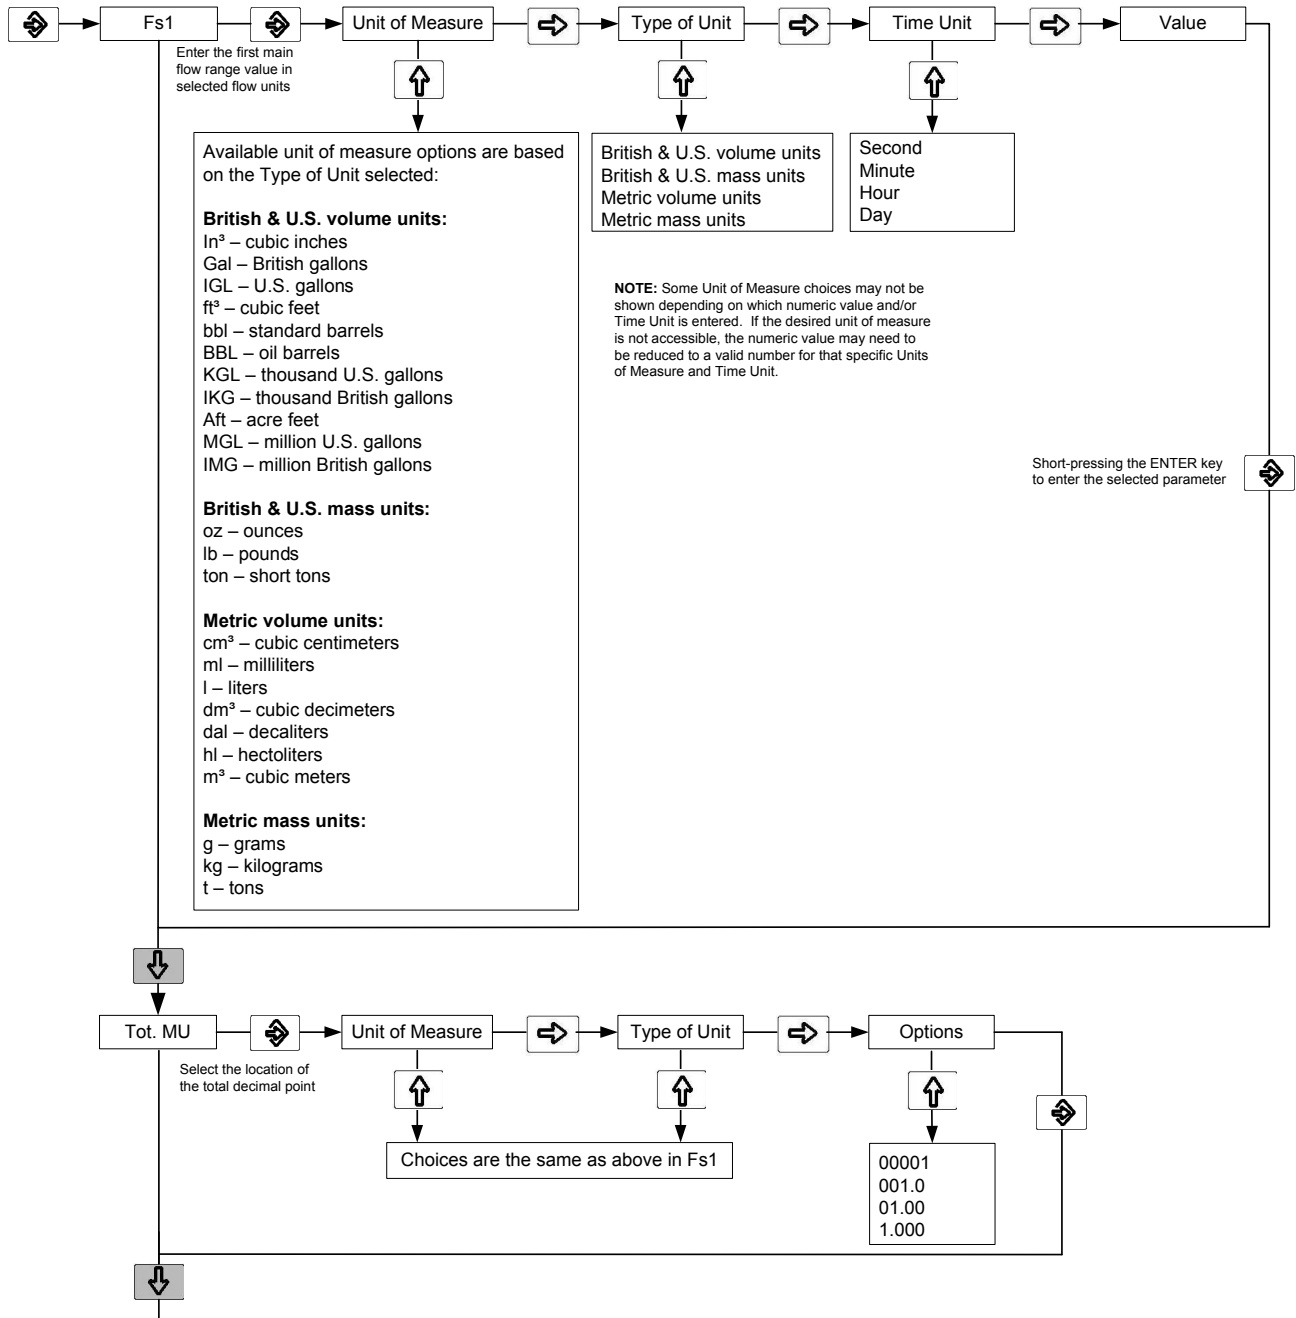 Fs1
Unit of Measure
Type of Unit
Time Unit
Value
Enter the first main
flow range value in
selected flow units
Available unit of measure options are based
on the Type of Unit selected:
British & U.S. volume units:
In³ – cubic inches
Gal – British gallons
IGL – U.S. gallons
ft³ – cubic feet
bbl – standard barrels
BBL – oil barrels
KGL – thousand U.S. gallons
IKG – thousand British gallons
Aft – acre feet
MGL – million U.S. gallons
IMG – million British gallons
British & U.S. mass units:
oz – ounces
lb – pounds
ton – short tons
Metric volume units:
cm³ – cubic centimeters
ml – milliliters
l – liters
dm³ – cubic decimeters
dal – decaliters
hl – hectoliters
m³ – cubic meters
Metric mass units:
g – grams
kg – kilograms
t – tons
British & U.S. volume units
British & U.S. mass units
Metric volume units
Metric mass units
Second
Minute
Hour
Day
NOTE: Some Unit of Measure choices may not be
shown depending on which numeric value and/or
Time Unit is entered. If the desired unit of measure
is not accessible, the numeric value may need to
be reduced to a valid number for that specific Units
of Measure and Time Unit.
Short-pressing the ENTER key
to enter the selected parameter
Tot. MU
Unit of Measure
Type of Unit
Options
Select the location of
the total decimal point
Choices are the same as above in Fs1
00001
001.0
01.00
1.000